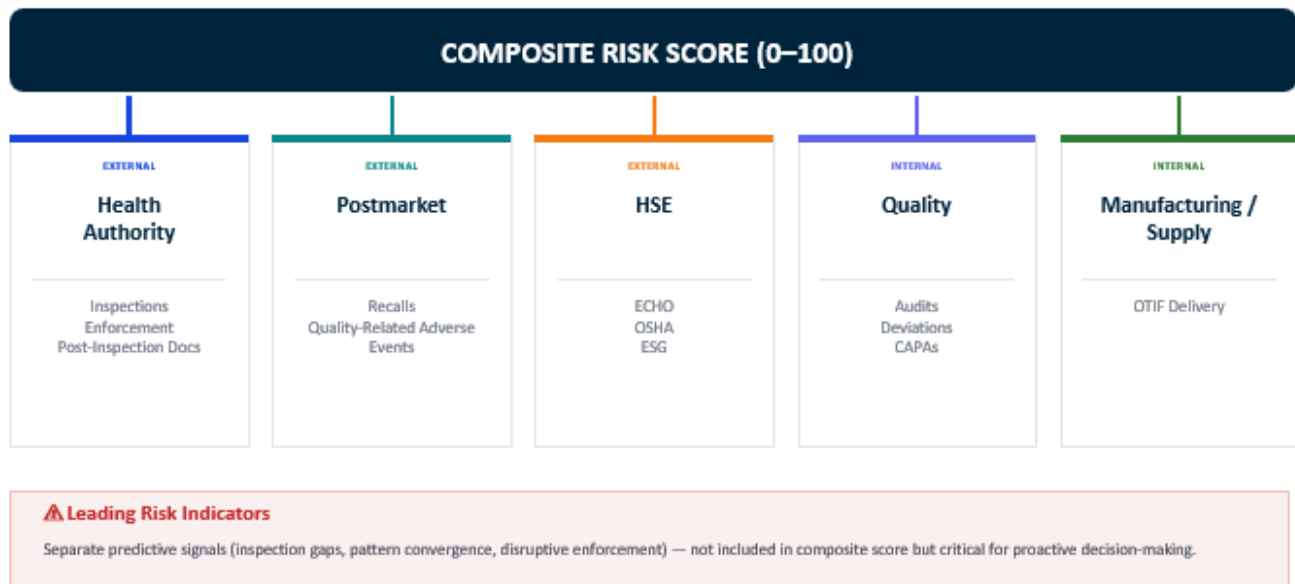 COMPOSITE RISK SCORE (0–100)
EXTERNAL
Health
Authority
Inspections
Enforcement
Post-Inspection Docs
EXTERNAL
Postmarket
Recalls
Quality-Related Adverse
Events
EXTERNAL
HSE
ECHO
OSHA
ESG
INTERNAL
Quality
Audits
Deviations
CAPAs
INTERNAL
Manufacturing /
Supply
OTIF Delivery
⚠ Leading Risk Indicators
Separate predictive signals (inspection gaps, pattern convergence, disruptive enforcement) — not included in composite score but critical for proactive decision-making.